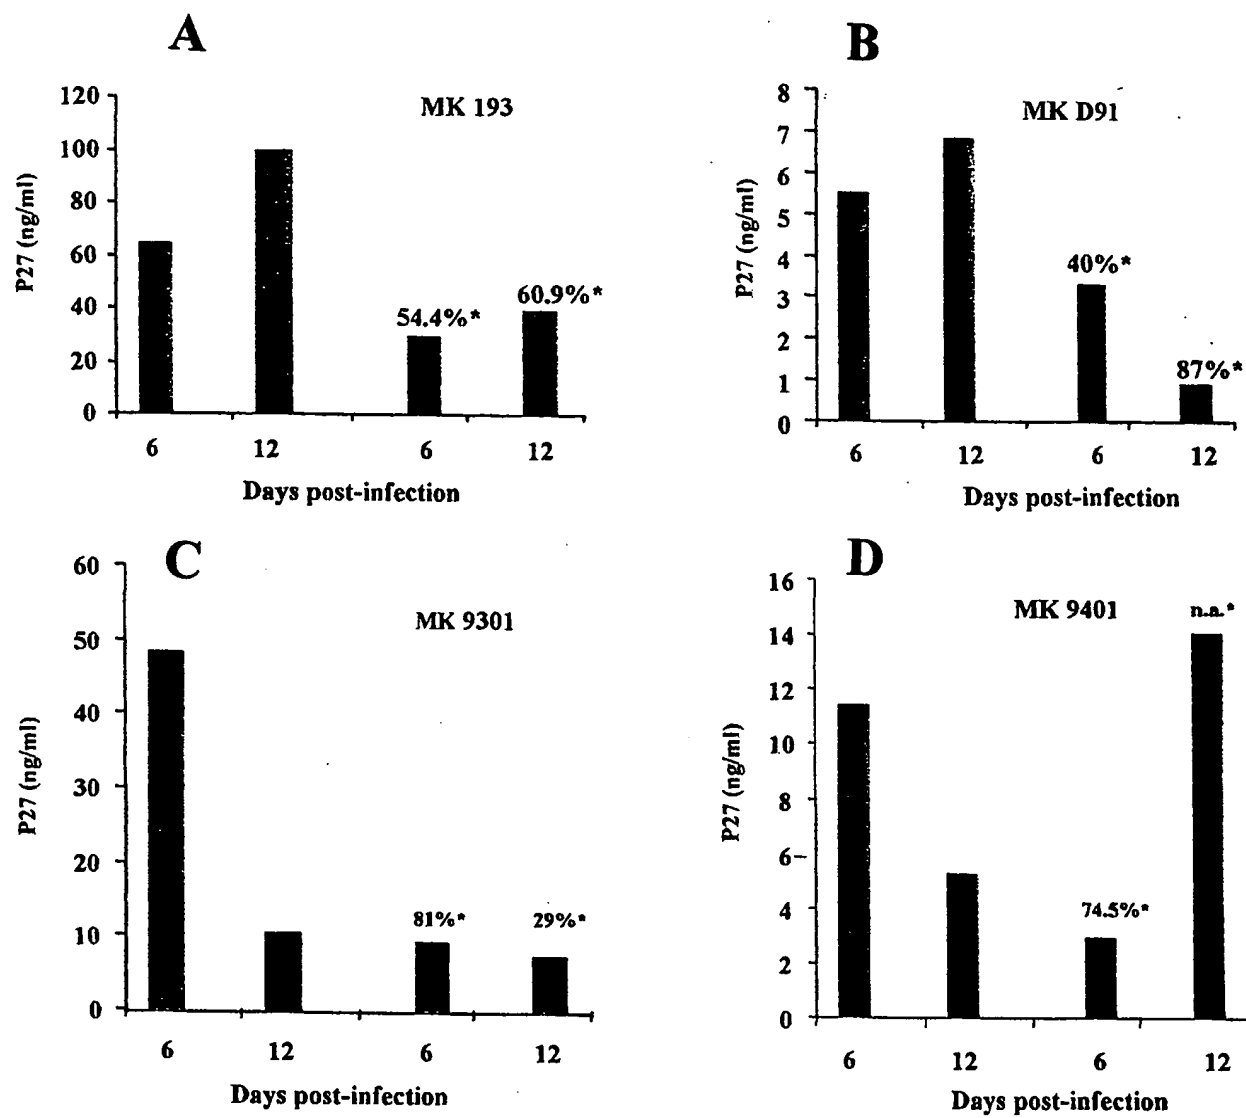 A
MK 193
P27 (ng/ml)
120
100
80
60
40
20
0
54.4%*
60.9%*
6 12 6 12
Days post-infection
B
MK D91
P27 (ng/ml)
8
7
6
5
4
3
2
1
0
40%*
87%*
6 12 6 12
Days post-infection
C
MK 9301
P27 (ng/ml)
60
50
40
30
20
10
0
81%*
29%*
6 12 6 12
Days post-infection
D
MK 9401
P27 (ng/ml)
16
14
12
10
8
6
4
2
0
74.5%*
n.a.*
6 12 6 12
Days post-infection